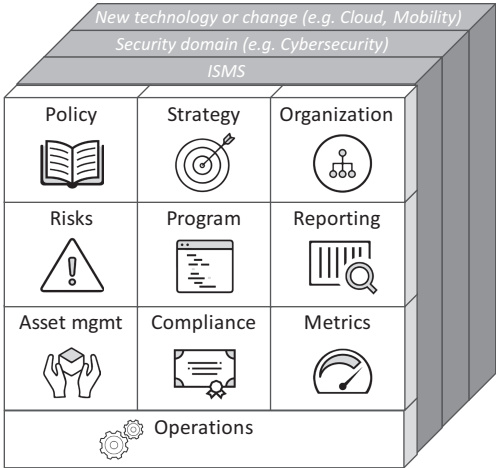 New technology or change (e.g. Cloud, Mobility)
Security domain (e.g. Cybersecurity)
ISMS
Policy Strategy Organization
Risks Program Reporting
Asset mgmt Compliance Metrics
Operations